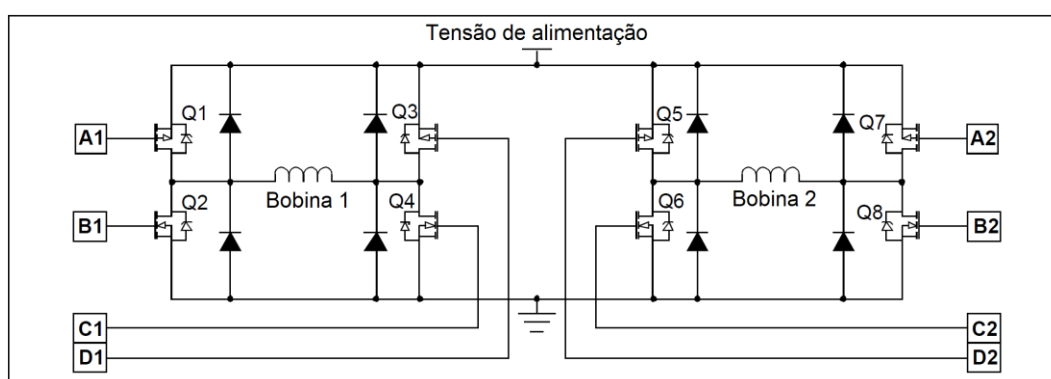 Tensão de alimentação
Q1
Q3
Q5
Q7
A1
A2
Bobina 1
Bobina 2
Q2
Q4
Q6
Q8
B1
B2
C1
C2
D1
D2